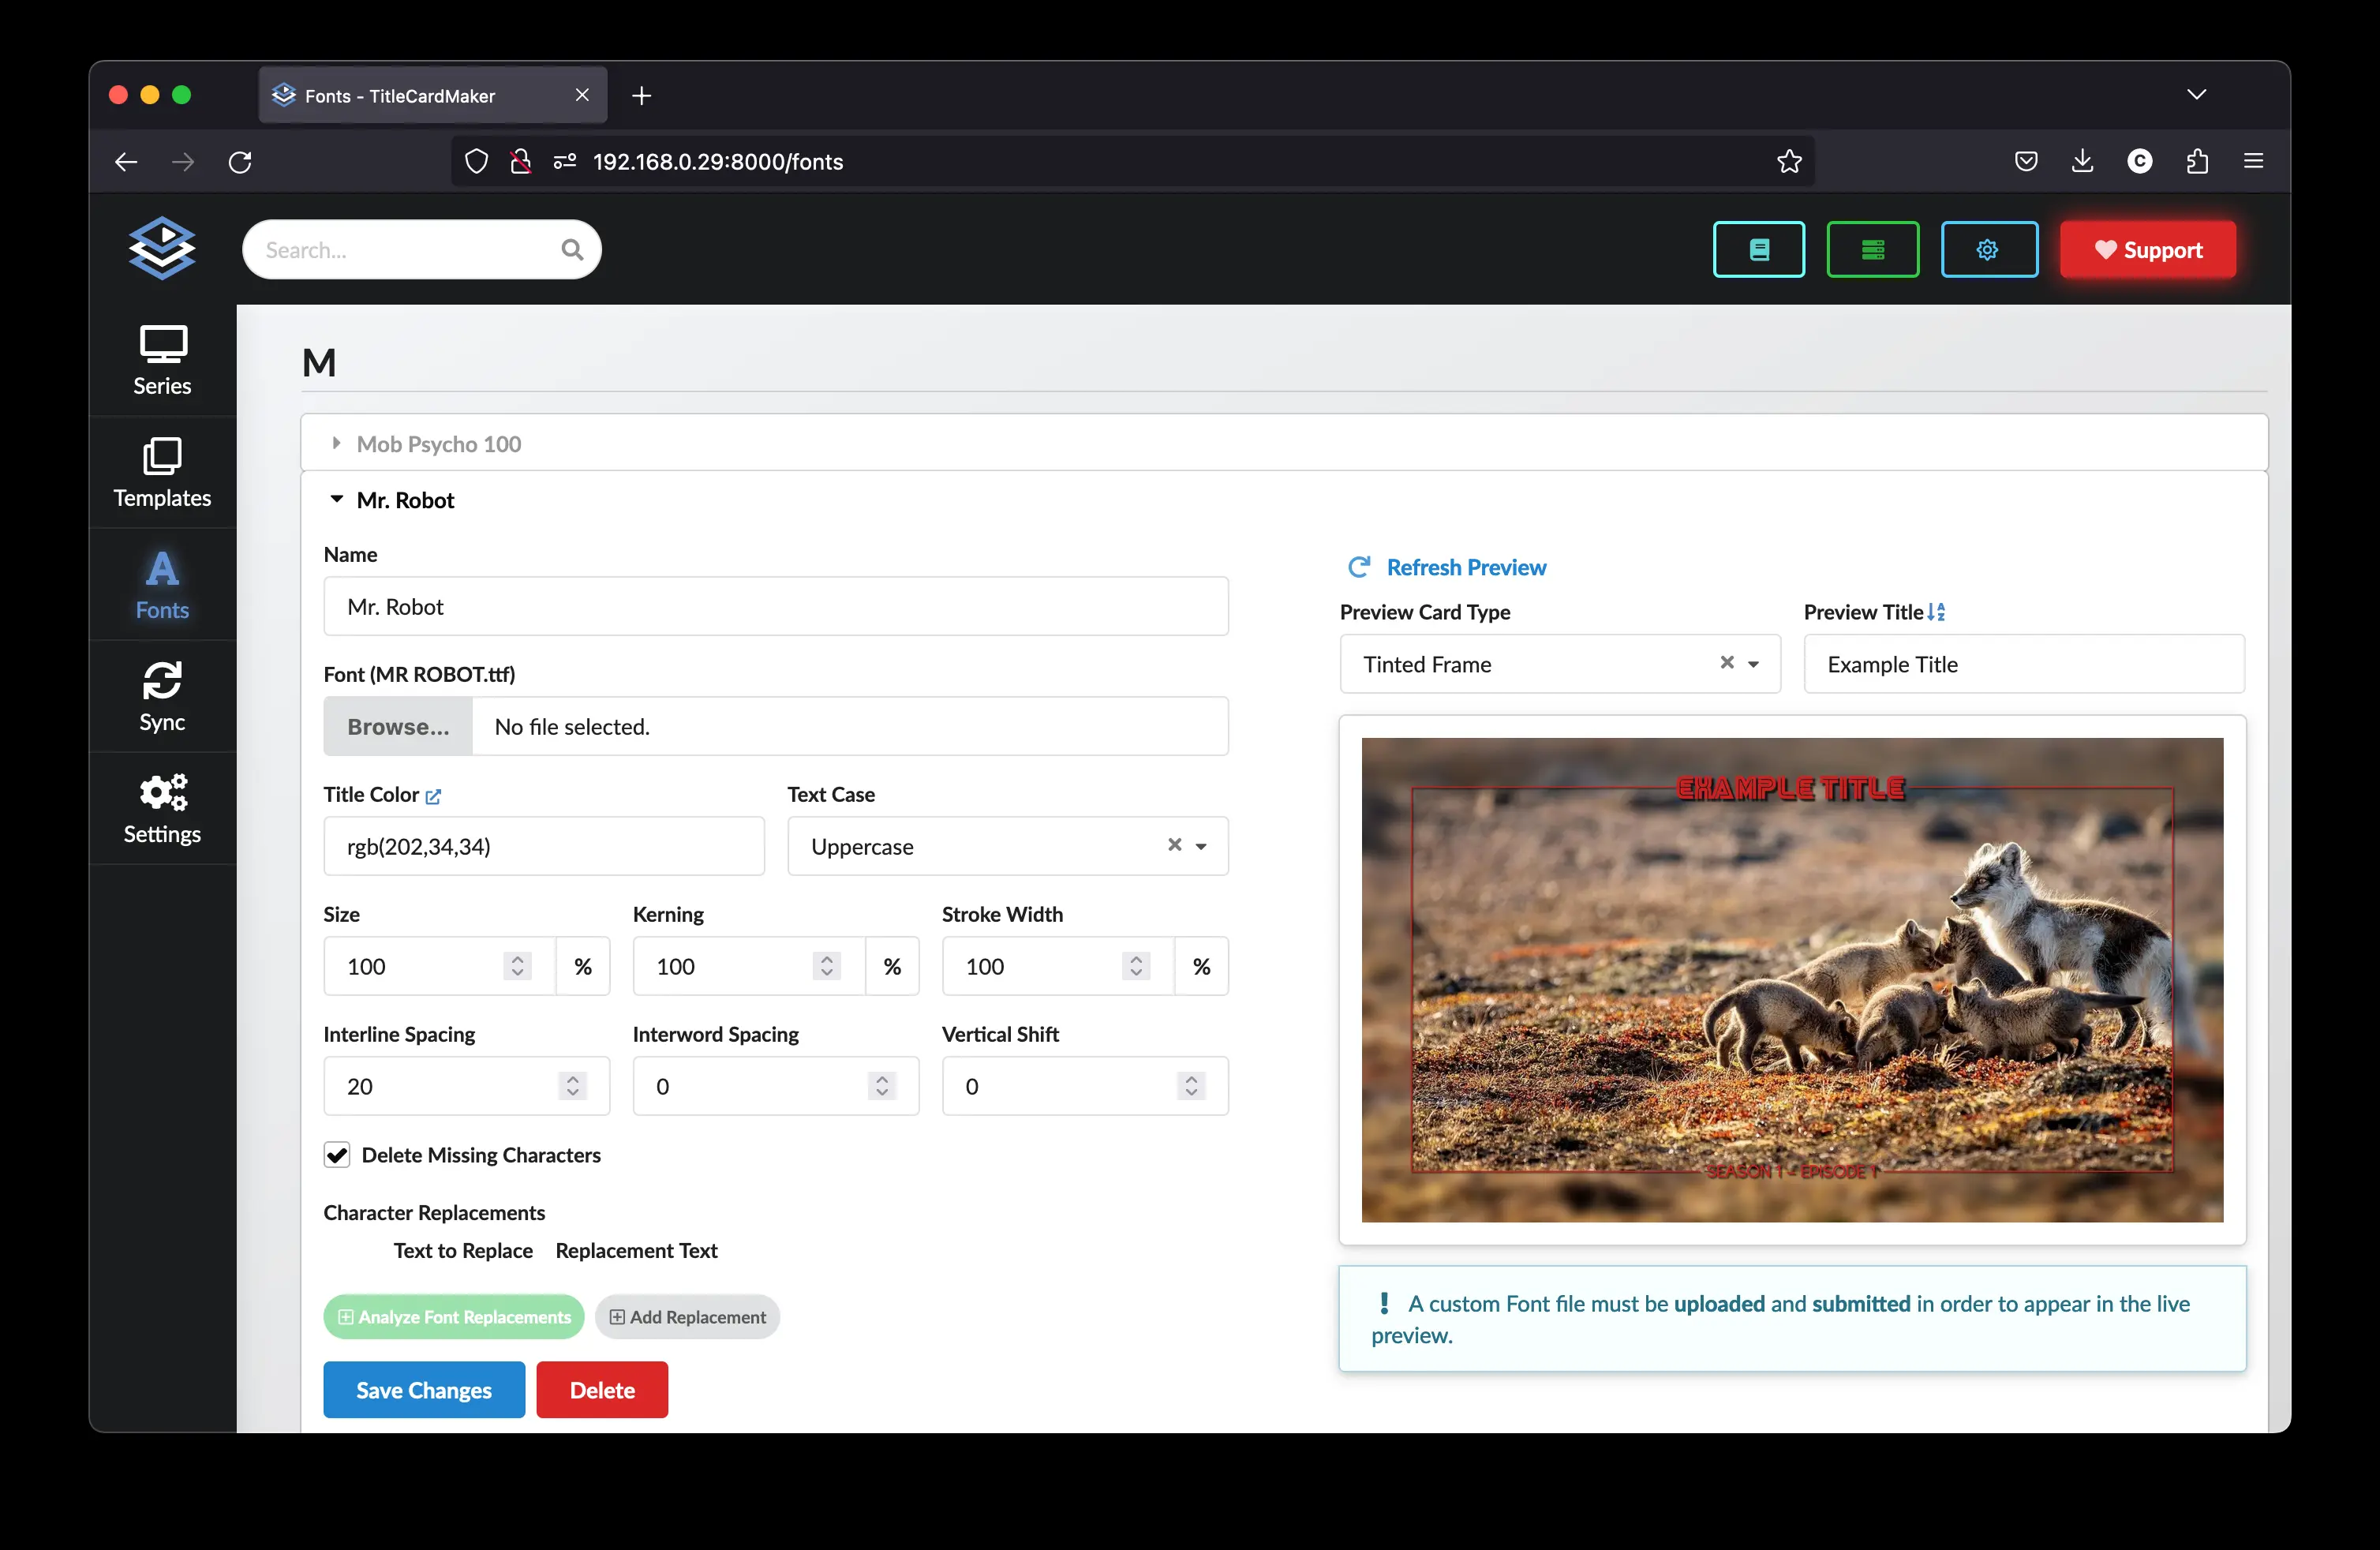 Fonts - TitleCardMaker
192.168.0.29:8000/fonts
C
Search...
Support
Series
Templates
A
Fonts
Sync
Settings
M
Mob Psycho 100
Mr. Robot
Name
Mr. Robot
Font (MR ROBOT.ttf)
Browse... No file selected.
Title Color Text Case
rgb(202,34,34) Uppercase
Size Kerning Stroke Width
100 % 100 % 100 %
Interline Spacing Interword Spacing Vertical Shift
20 0 0
Delete Missing Characters
Character Replacements
Text to Replace Replacement Text
Analyze Font Replacements Add Replacement
Save Changes Delete
Refresh Preview
Preview Card Type Preview Title
Tinted Frame Example Title
EXAMPLE TITLE
SEASON 1 - EPISODE 1
! A custom Font file must be uploaded and submitted in order to appear in the live
preview.